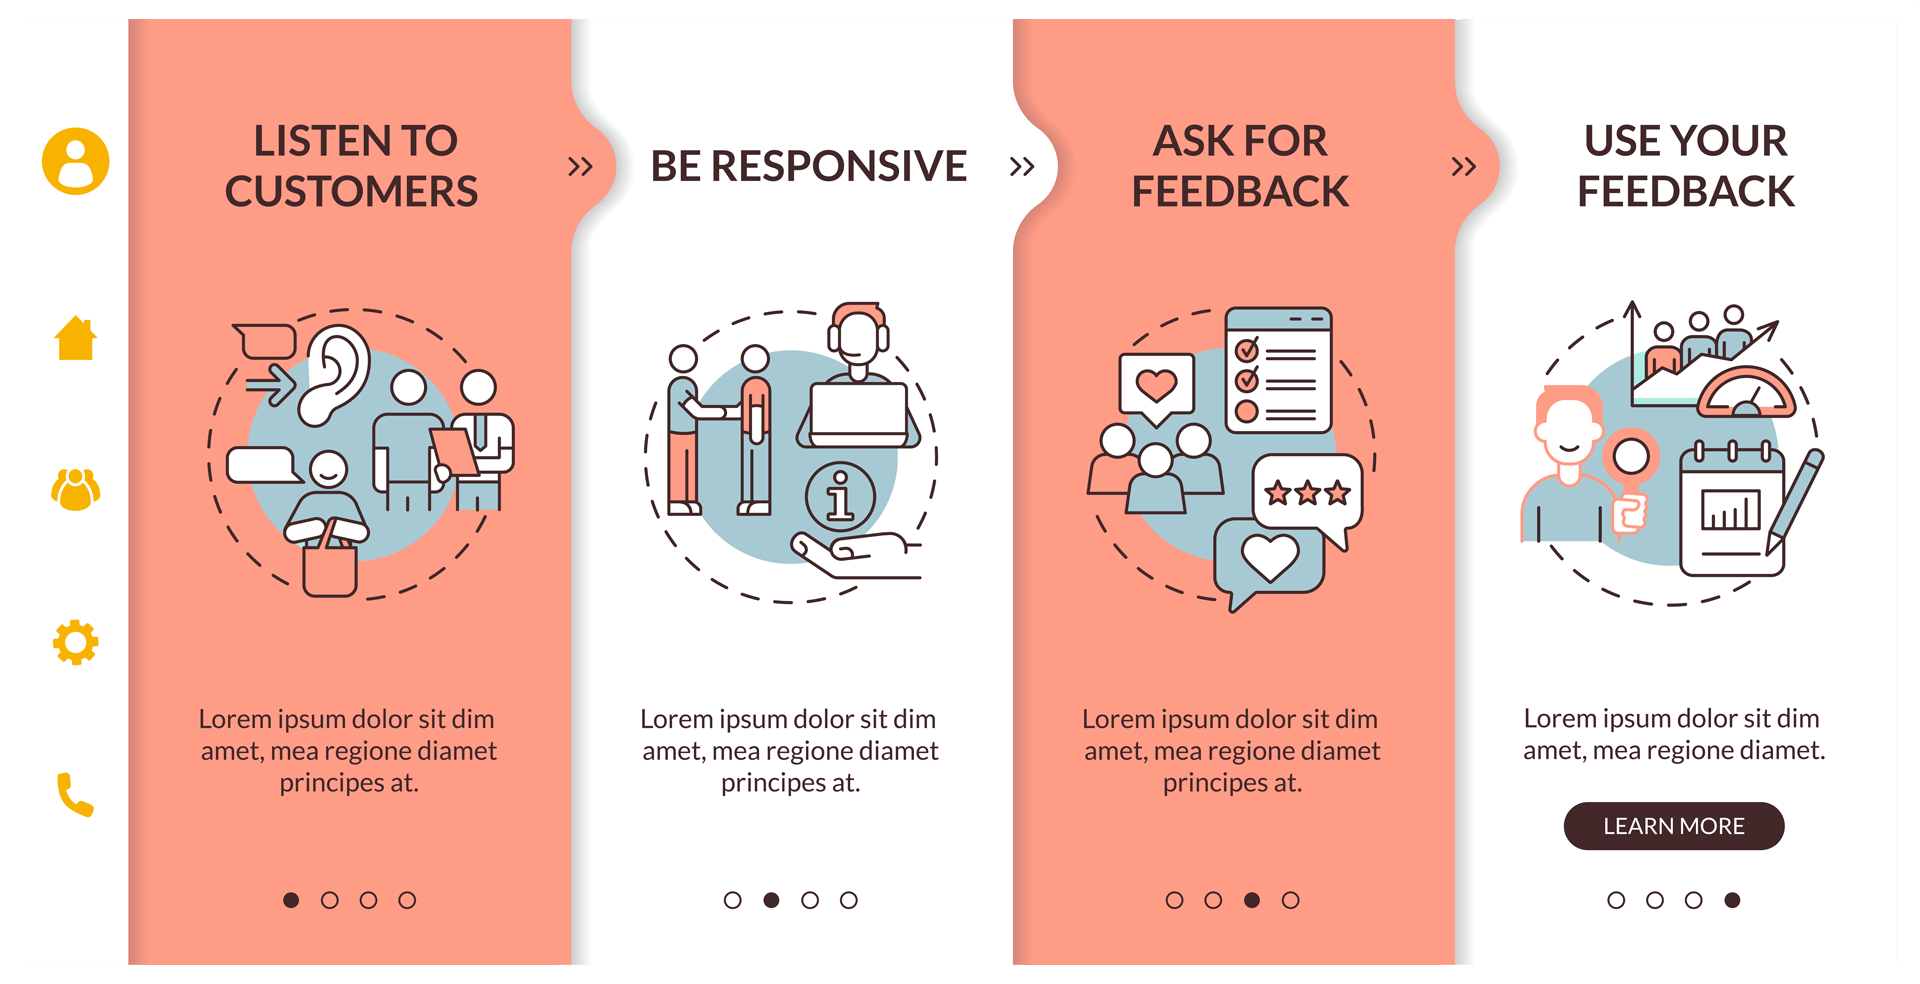 LISTEN TO
CUSTOMERS
Lorem ipsum dolor sit dim
amet, mea regione diamet
principes at.
BE RESPONSIVE
i
Lorem ipsum dolor sit dim
amet, mea regione diamet
principes at.
ASK FOR
FEEDBACK
Lorem ipsum dolor sit dim
amet, mea regione diamet
principes at.
USE YOUR
FEEDBACK
Lorem ipsum dolor sit dim
amet, mea regione diamet.
LEARN MORE